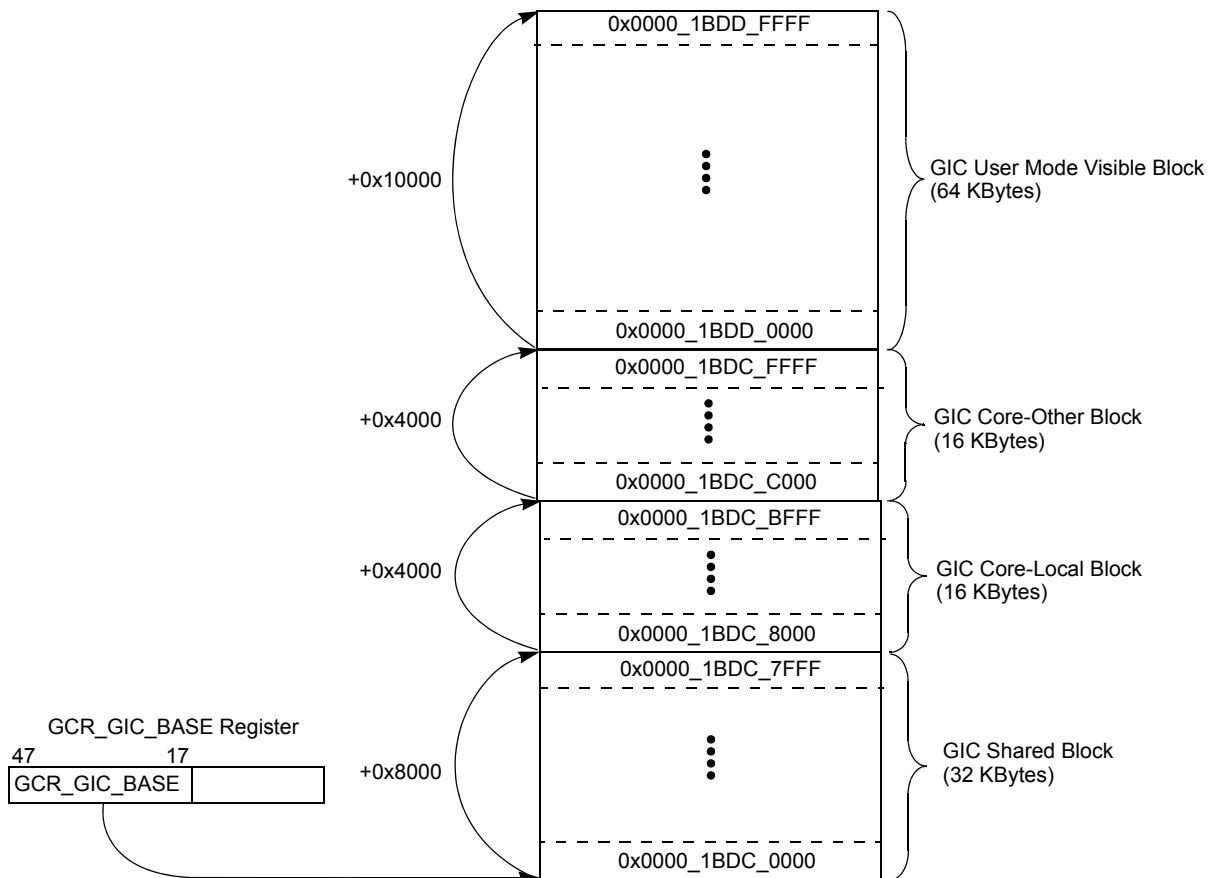 0x0000_1BDD_FFFF
+0x10000
GIC User Mode Visible Block
(64 KBytes)
0x0000_1BDD_0000
0x0000_1BDC_FFFF
+0x4000
GIC Core-Other Block
(16 KBytes)
0x0000_1BDC_C000
0x0000_1BDC_BFFF
+0x4000
GIC Core-Local Block
(16 KBytes)
0x0000_1BDC_8000
0x0000_1BDC_7FFF
GCR_GIC_BASE Register
47 17
GCR_GIC_BASE
+0x8000
GIC Shared Block
(32 KBytes)
0x0000_1BDC_0000